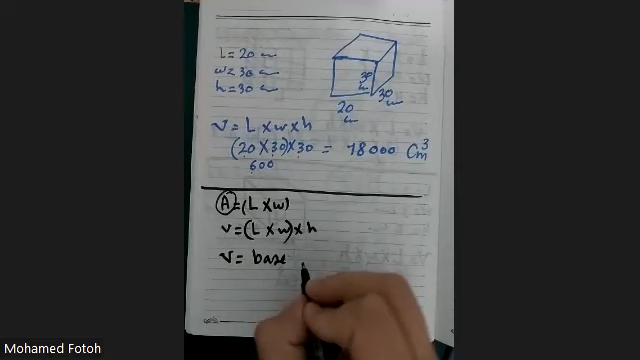 L = 20 cm
w = 30 cm
h = 30 cm
30
h
30
cm
20
cm
V = L x w x h
(20 x 30) x 30 = 18000 Cm³
600
A = (L x w)
V = (L x w) x h
V = base
Mohamed Fotoh